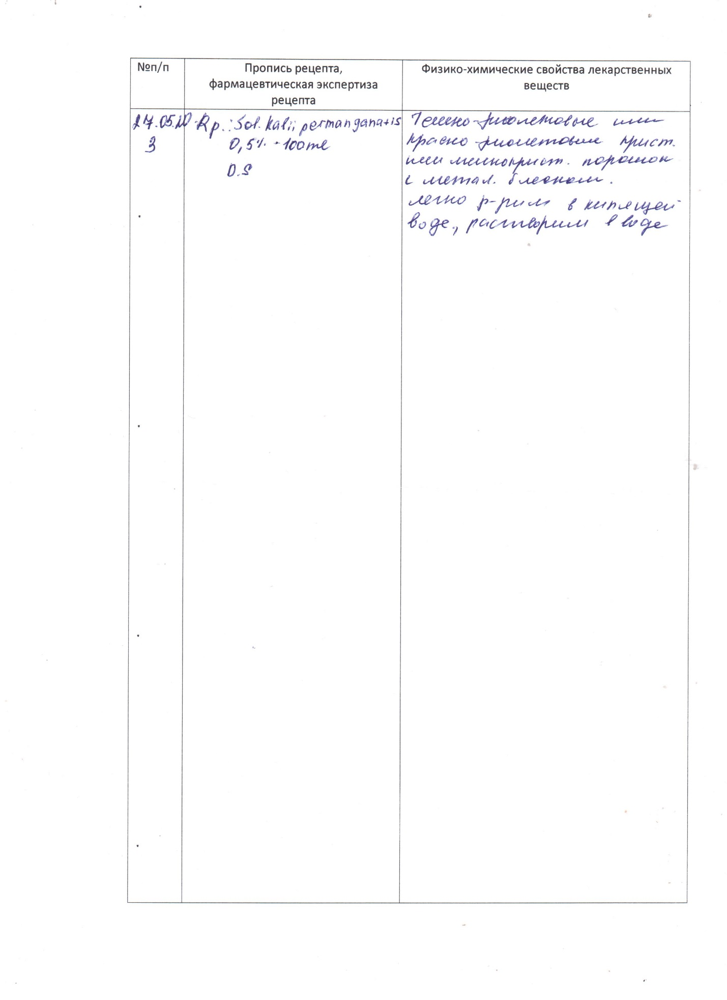 №п/п
Пропись рецепта,
фармацевтическая экспертиза
рецепта
Физико-химические свойства лекарственных
веществ
27.05.20
3
Rp.: Sol. Kalii permanganatis
0,5% - 100ml
D.S
Темно-фиолетовые или
красно-фиолетовые крист.
или мелкокрист. порошок
с метал. блеском.
легко р-рим в кипящей
воде., растворим в воде